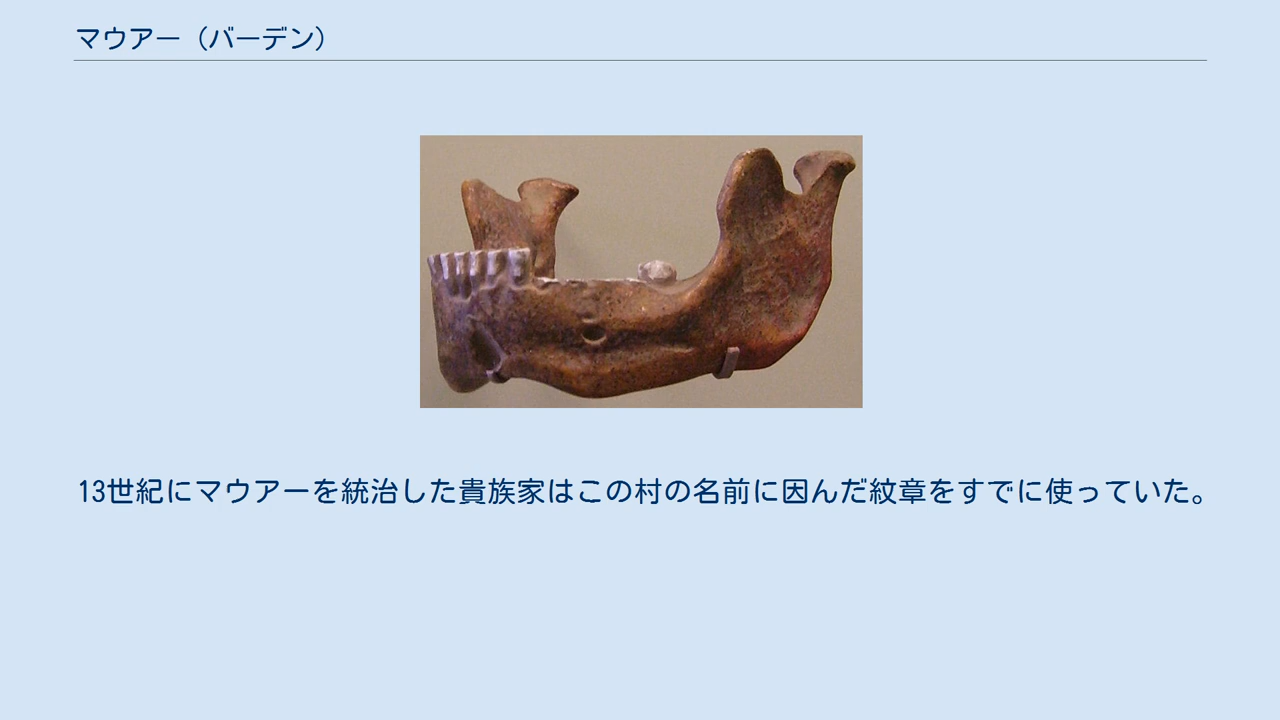 マウアー（バーデン）
13世紀にマウアーを統治した貴族家はこの村の名前に因んだ紋章をすでに使っていた。